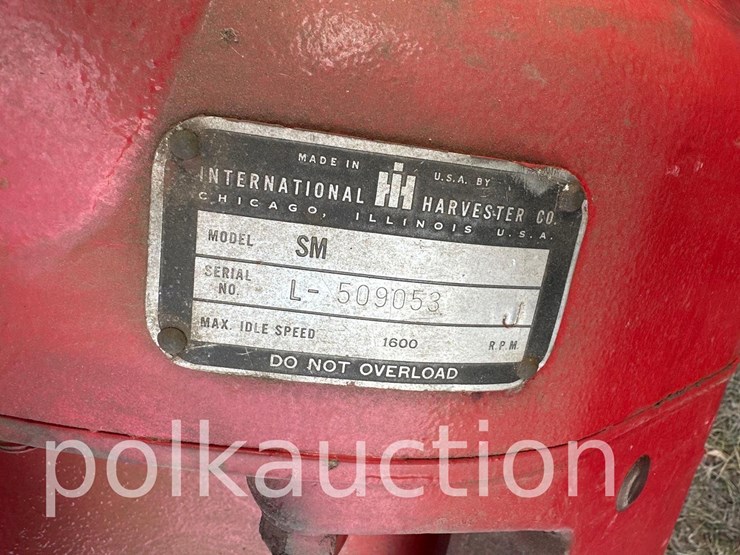 MADE IN IH U.S.A. BY
INTERNATIONAL HARVESTER CO.
CHICAGO, ILLINOIS U.S.A.
MODEL SM
SERIAL NO. L- 509053 J
MAX. IDLE SPEED 1600 R.P.M
DO NOT OVERLOAD
polkauction